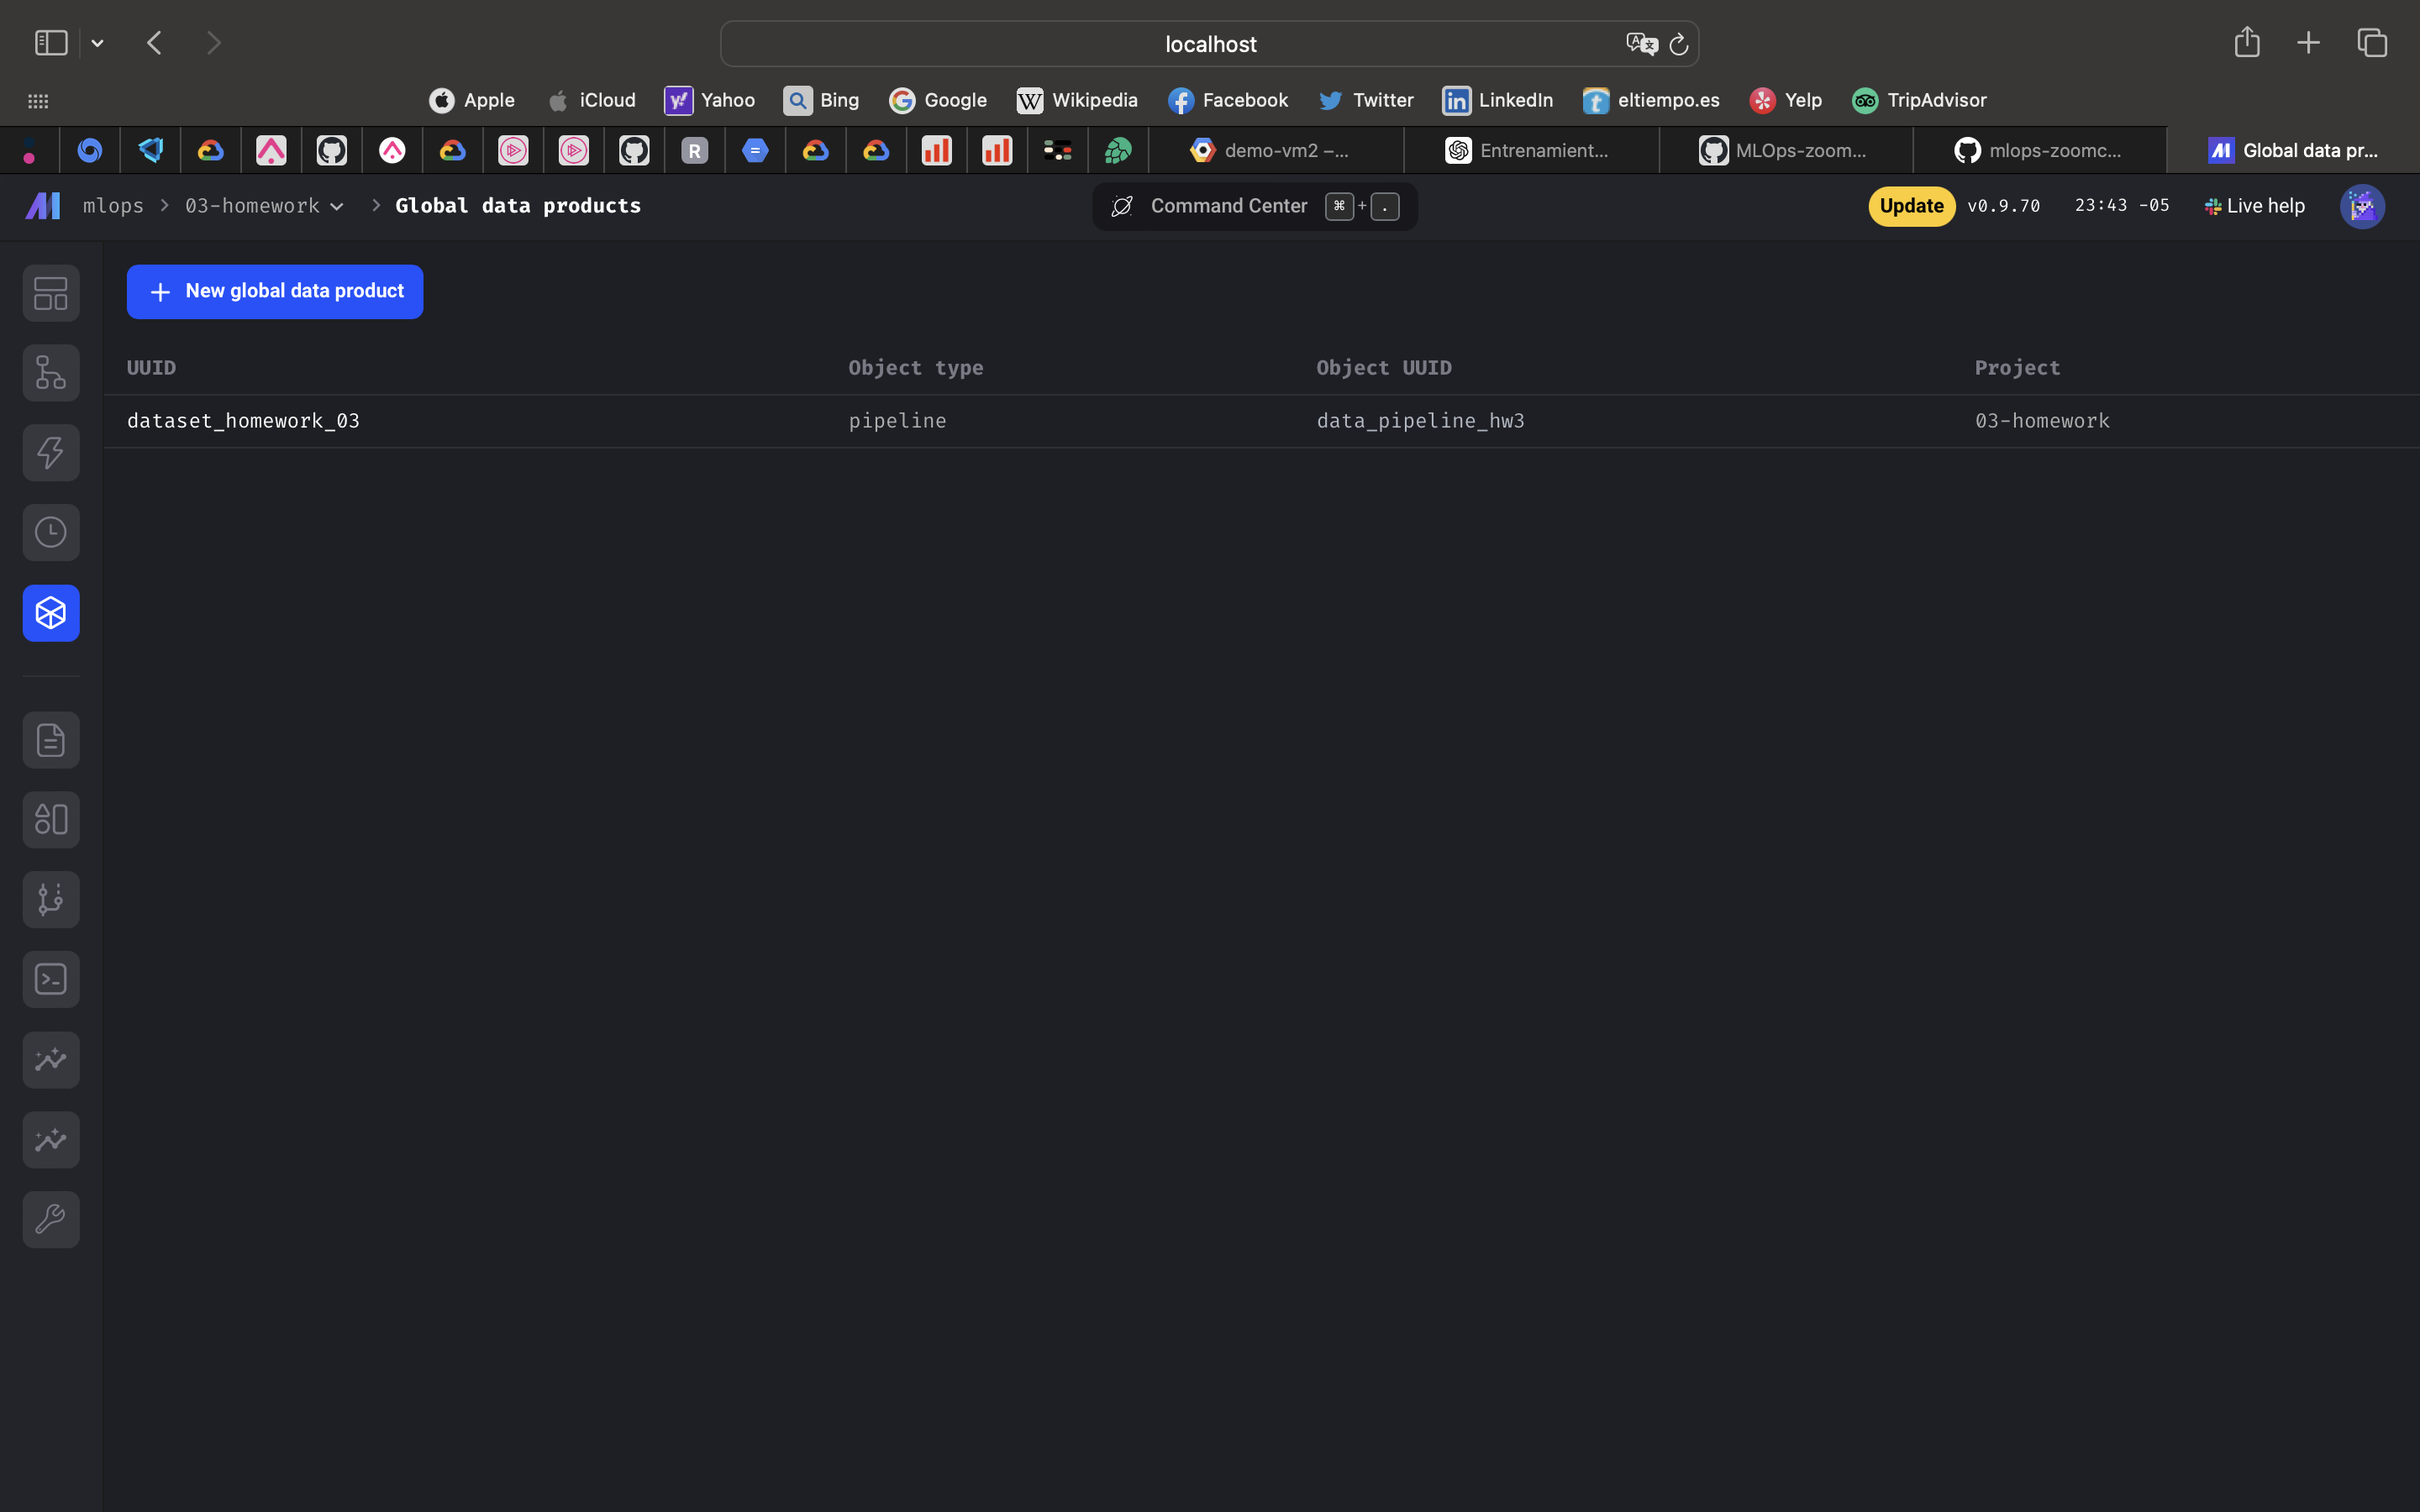 localhost
Apple iCloud Yahoo Bing Google Wikipedia Facebook Twitter LinkedIn eltiempo.es Yelp TripAdvisor
demo-vm2 –... Entrenamient... MLOps-zoom... mlops-zoomc... Global data pr...
mlops > 03-homework > Global data products Command Center ⌘ + . Update v0.9.70 23:43 -05 Live help
+ New global data product
UUID Object type Object UUID Project
dataset_homework_03 pipeline data_pipeline_hw3 03-homework